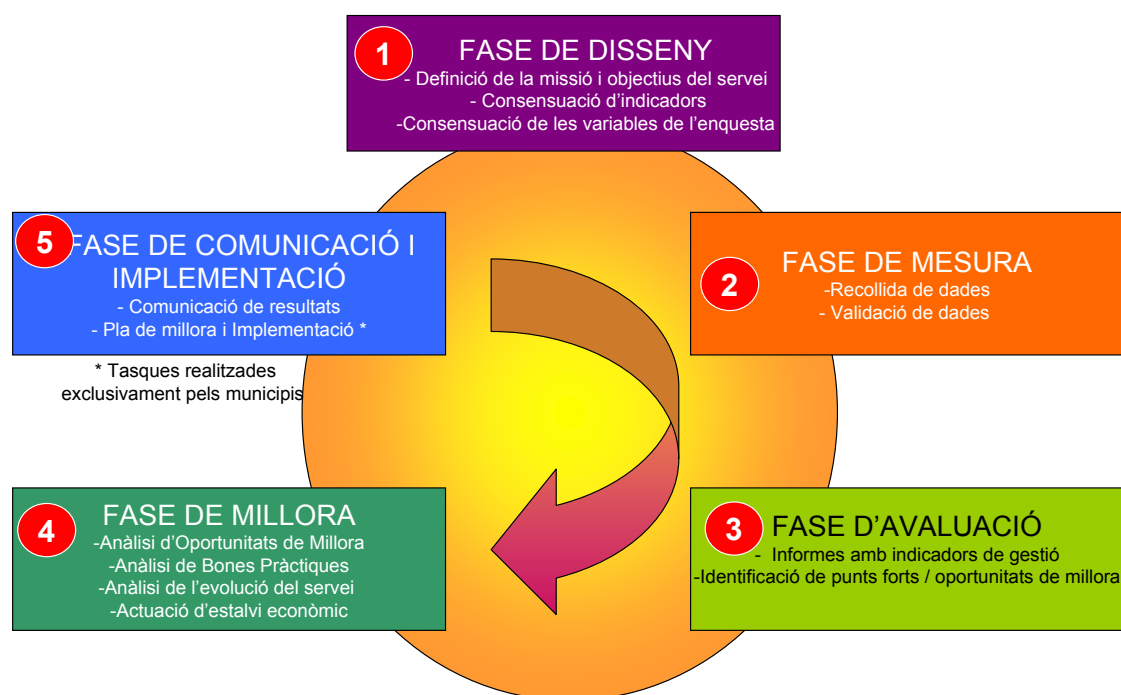 1
FASE DE DISSENY
- Definició de la missió i objectius del servei
- Consensuació d'indicadors
-Consensuació de les variables de l'enquesta
2
FASE DE MESURA
-Recollida de dades
- Validació de dades
3
FASE D'AVALUACIÓ
- Informes amb indicadors de gestió
-Identificació de punts forts / oportunitats de millora
4
FASE DE MILLORA
-Anàlisi d'Oportunitats de Millora
-Anàlisi de Bones Pràctiques
-Anàlisi de l'evolució del servei
-Actuació d'estalvi econòmic
5
FASE DE COMUNICACIÓ I
IMPLEMENTACIÓ
- Comunicació de resultats
- Pla de millora i Implementació *
* Tasques realitzades
exclusivament pels municipis